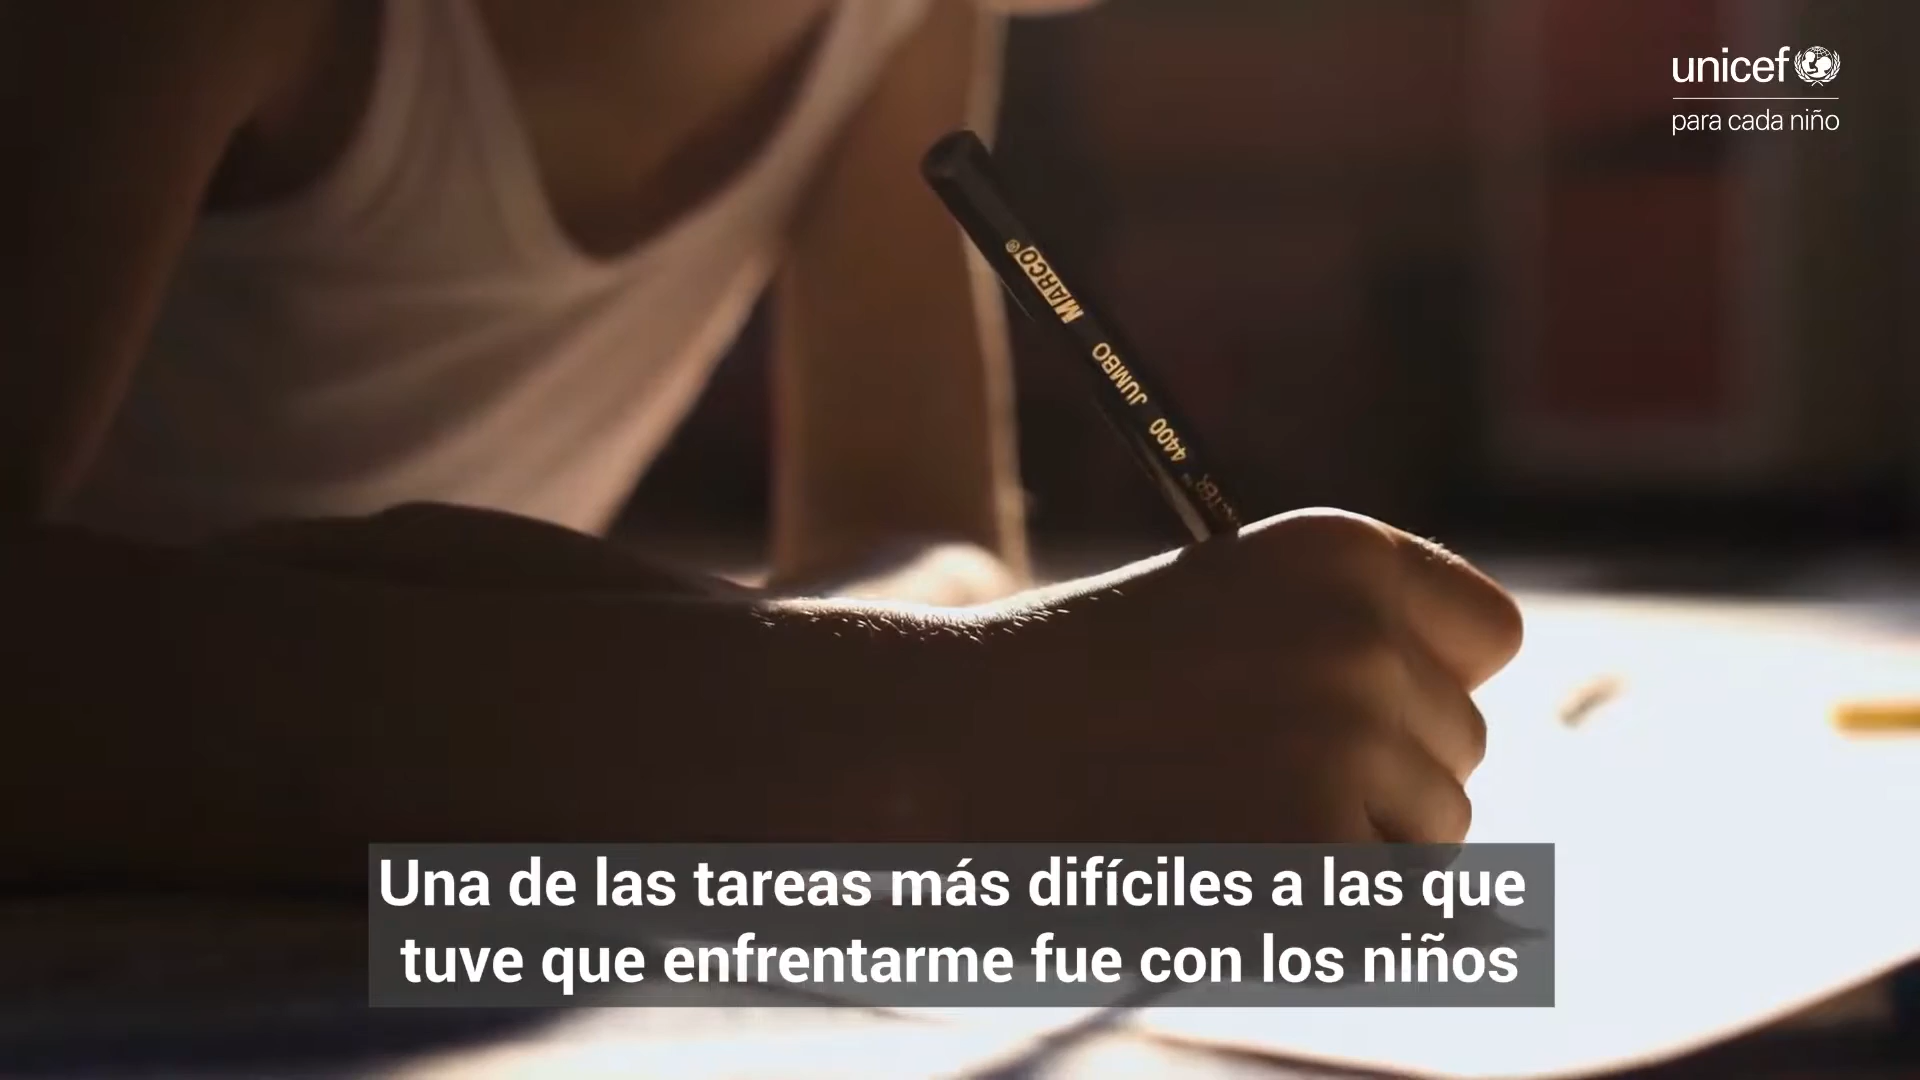 unicef
para cada niño
MARCO® JUMBO 4400
Una de las tareas más difíciles a las que
tuve que enfrentarme fue con los niños